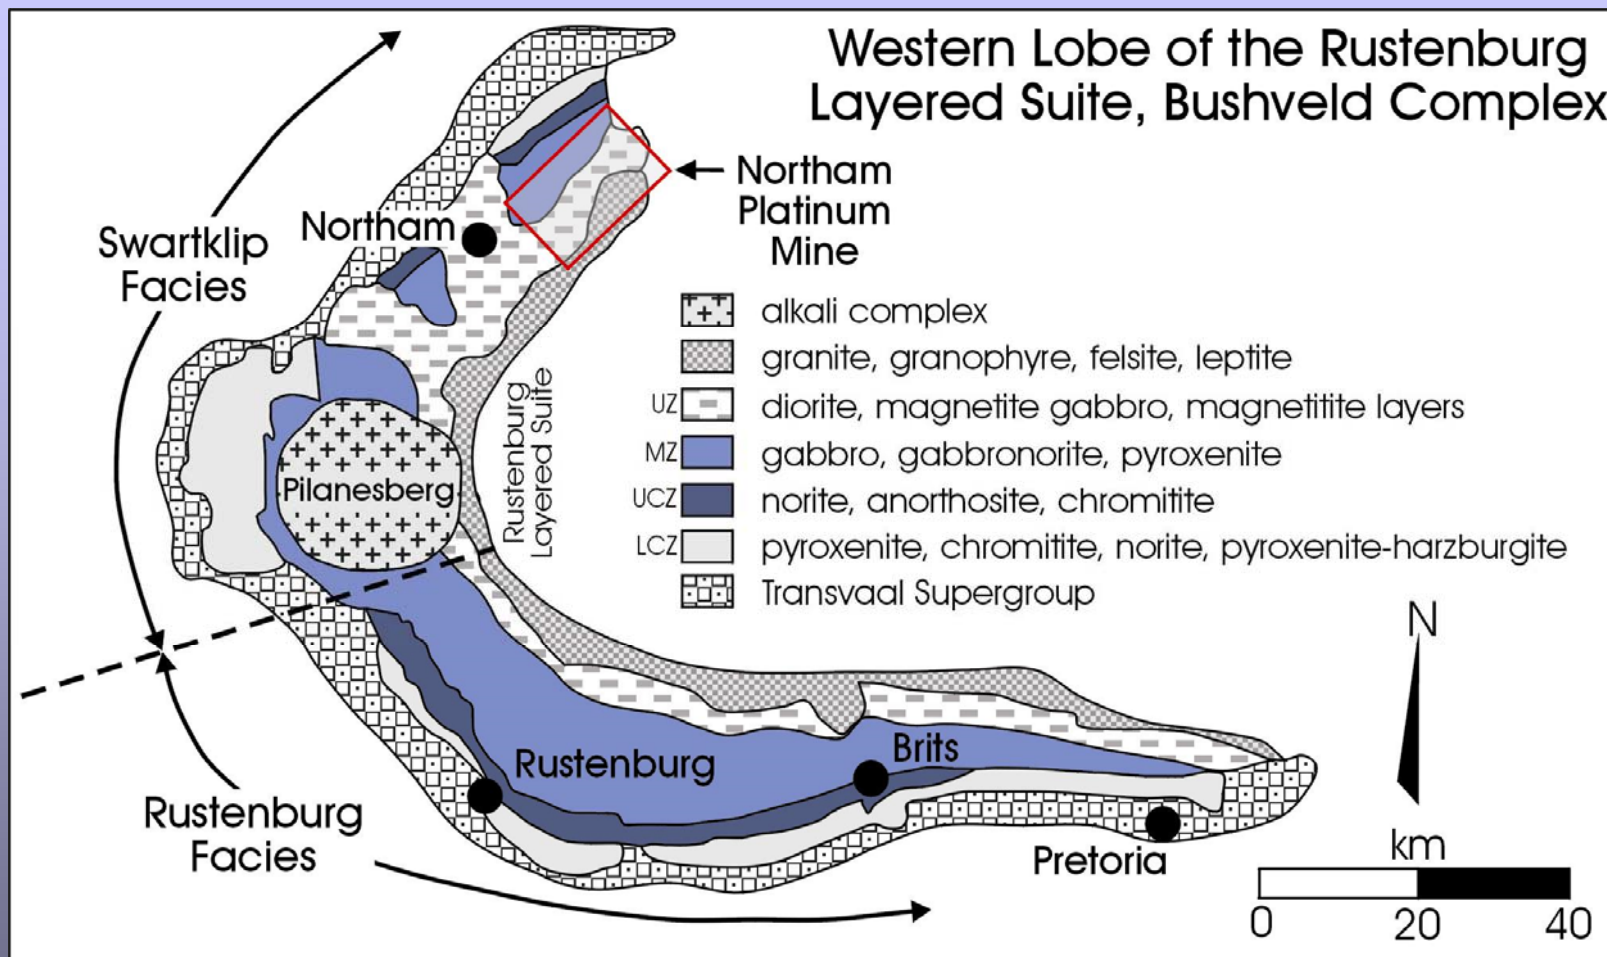 Western Lobe of the Rustenburg
Layered Suite, Bushveld Complex
Northam
Platinum
Mine
Northam
Swartklip
Facies
alkali complex
granite, granophyre, felsite, leptite
UZ diorite, magnetite gabbro, magnetitite layers
MZ gabbro, gabbronorite, pyroxenite
UCZ norite, anorthosite, chromitite
LCZ pyroxenite, chromitite, norite, pyroxenite-harzburgite
Transvaal Supergroup
Rustenburg
Layered Suite
Pilanesberg
N
Rustenburg
Brits
Rustenburg
Facies
Pretoria
km
0 20 40